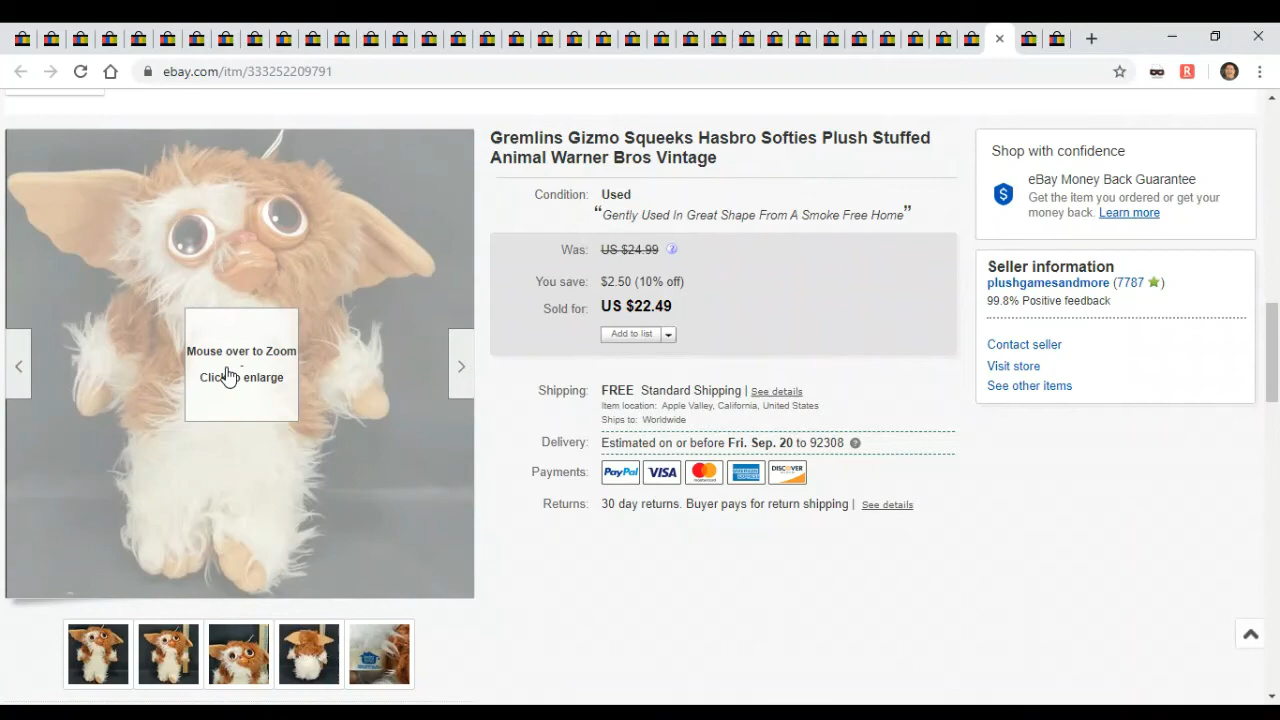 ebay.com/itm/333252209791
R
Gremlins Gizmo Squeeks Hasbro Softies Plush Stuffed
Animal Warner Bros Vintage
Condition: Used
“Gently Used In Great Shape From A Smoke Free Home”
Was: US $24.99 ?
You save: $2.50 (10% off)
Sold for: US $22.49
Add to list
Shipping: FREE Standard Shipping | See details
Item location: Apple Valley, California, United States
Ships to: Worldwide
Delivery: Estimated on or before Fri. Sep. 20 to 92308 ?
Payments: PayPal VISA mastercard AMERICAN EXPRESS DISCOVER
Returns: 30 day returns. Buyer pays for return shipping | See details
Mouse over to Zoom
-
Click to enlarge
Shop with confidence
$
eBay Money Back Guarantee
Get the item you ordered or get your
money back. Learn more
Seller information
plushgamesandmore (7787 )
99.8% Positive feedback
Contact seller
Visit store
See other items